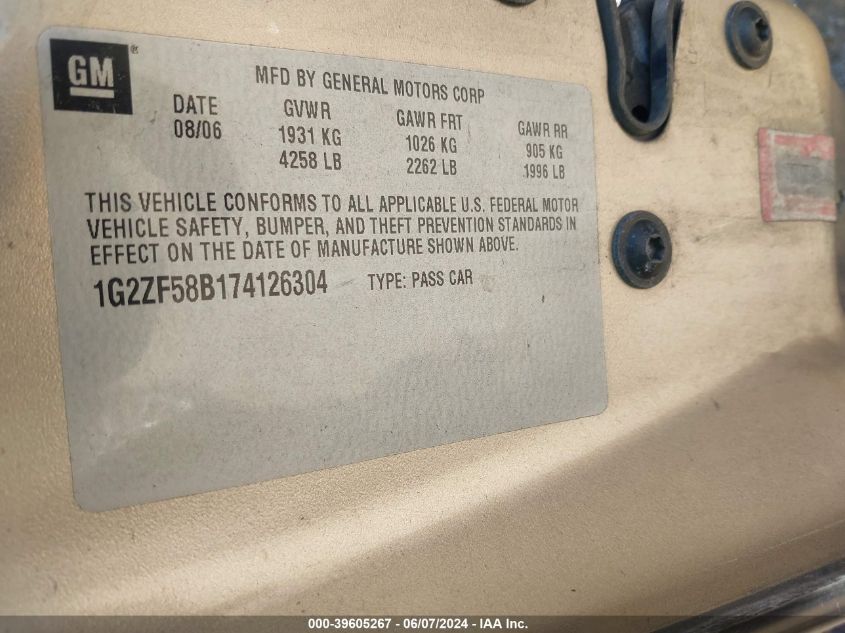 GM ®
MFD BY GENERAL MOTORS CORP
DATE GVWR GAWR FRT GAWR RR
08/06 1931 KG 1026 KG 905 KG
4258 LB 2262 LB 1996 LB
THIS VEHICLE CONFORMS TO ALL APPLICABLE U.S. FEDERAL MOTOR
VEHICLE SAFETY, BUMPER, AND THEFT PREVENTION STANDARDS IN
EFFECT ON THE DATE OF MANUFACTURE SHOWN ABOVE.
1G2ZF58B174126304 TYPE: PASS CAR
000-39605267 - 06/07/2024 - IAA Inc.